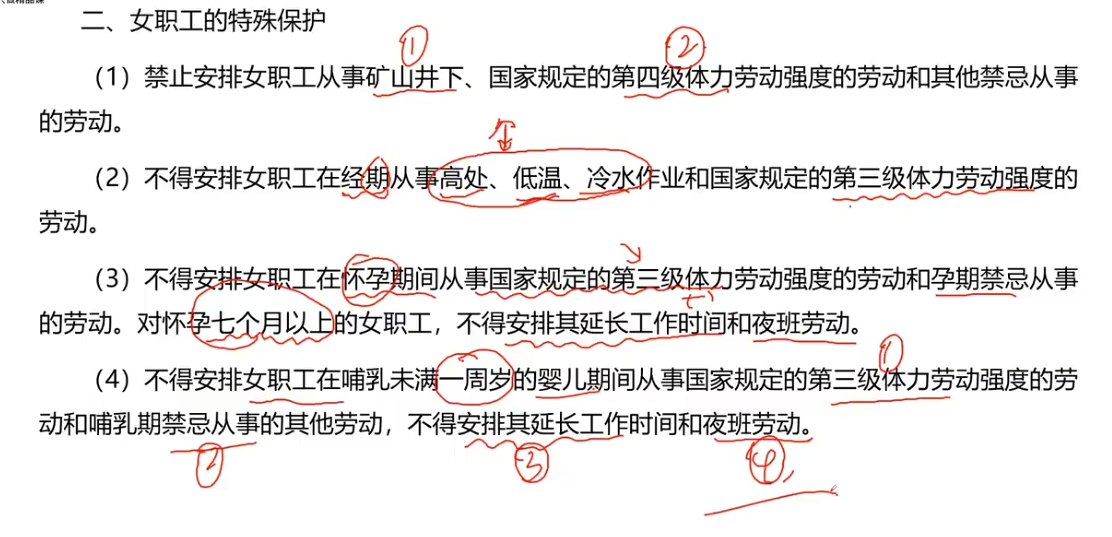 二、女职工的特殊保护
① ②
（1）禁止安排女职工从事矿山井下、国家规定的第四级体力劳动强度的劳动和其他禁忌从事
的劳动。
（2）不得安排女职工在经期从事高处、低温、冷水作业和国家规定的第三级体力劳动强度的
劳动。
（3）不得安排女职工在怀孕期间从事国家规定的第三级体力劳动强度的劳动和孕期禁忌从事
的劳动。对怀孕七个月以上的女职工，不得安排其延长工作时间和夜班劳动。
①
（4）不得安排女职工在哺乳未满一周岁的婴儿期间从事国家规定的第三级体力劳动强度的劳
动和哺乳期禁忌从事的其他劳动，不得安排其延长工作时间和夜班劳动。
② ③ ④